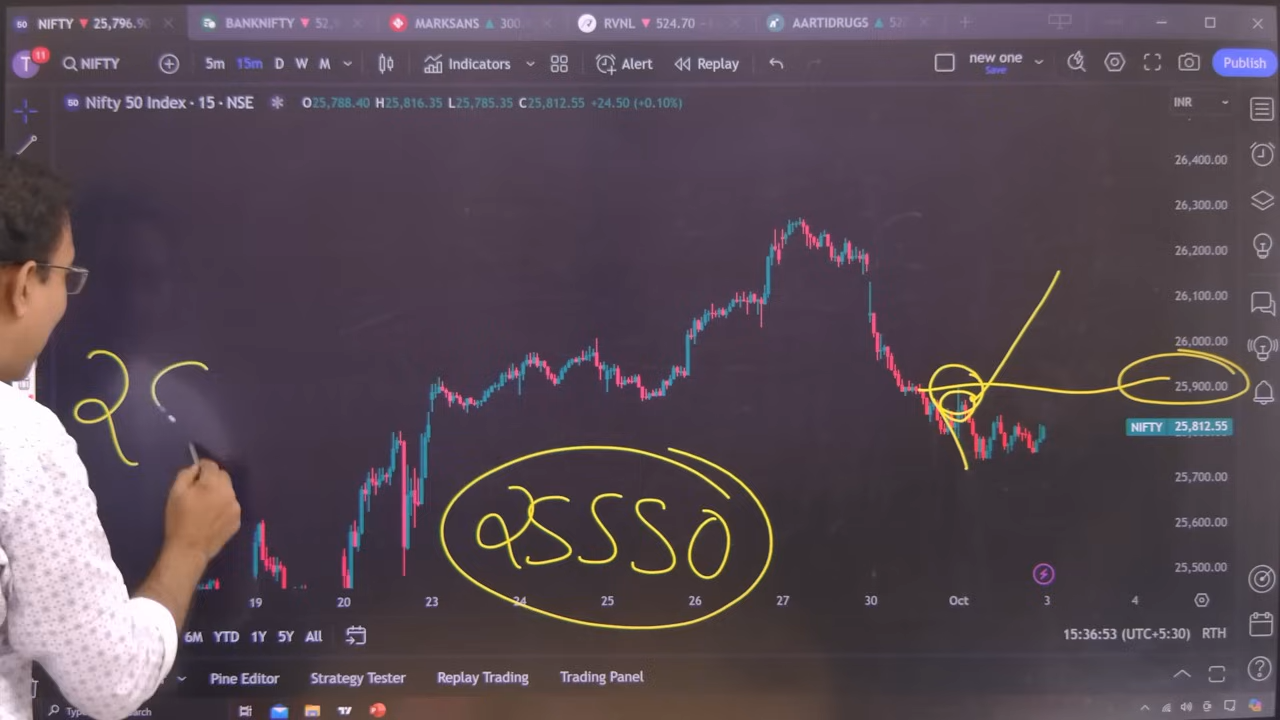 50 NIFTY ▼ 25,796.9
BANKNIFTY ▼ 52,
MARKSANS ▲ 300.
RVNL ▼ 524.70
AARTIDRUGS ▲ 52
T 11
NIFTY
5m 15m D W M
Indicators
Alert
Replay
new one
Save
Publish
50 Nifty 50 Index · 15 · NSE O25,788.40 H25,816.35 L25,785.35 C25,812.55 +24.50 (+0.10%)
INR
26,400.00
26,300.00
26,200.00
26,100.00
26,000.00
25,900.00
NIFTY 25,812.55
25,700.00
25,600.00
25,500.00
25550
19 20 23 24 25 26 27 30 Oct 3 4
6M YTD 1Y 5Y All
15:36:53 (UTC+5:30) RTH
Pine Editor Strategy Tester Replay Trading Trading Panel